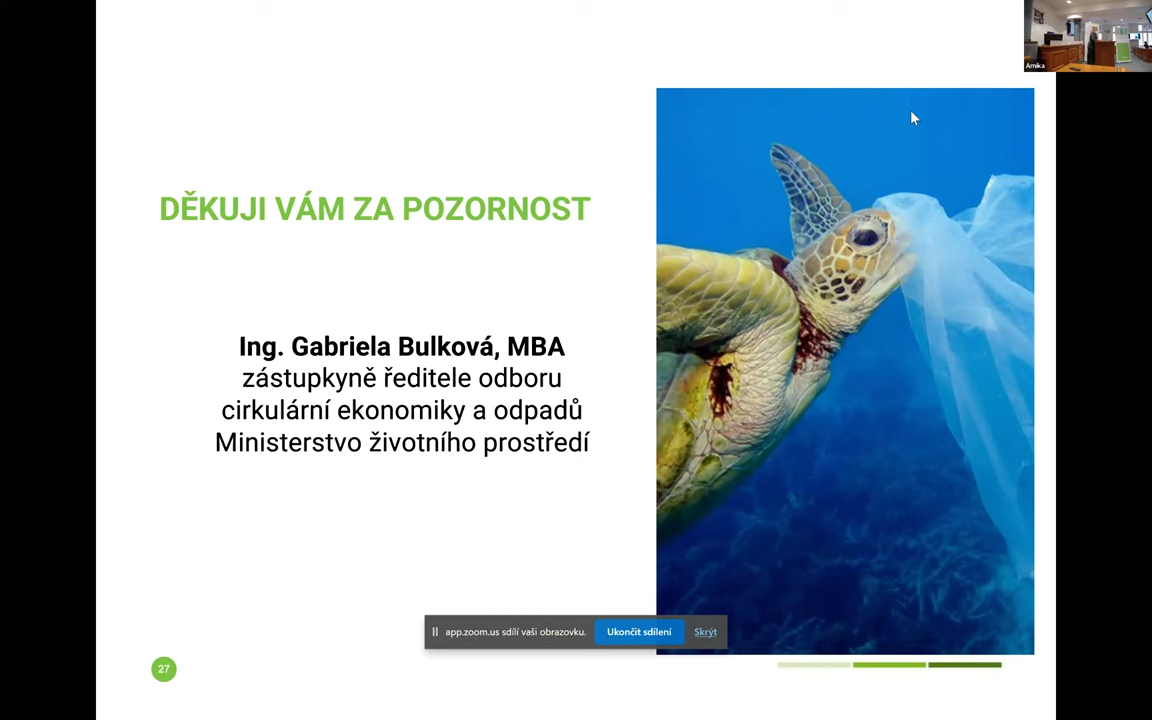 Arnika
DĚKUJI VÁM ZA POZORNOST
Ing. Gabriela Bulková, MBA
zástupkyně ředitele odboru
cirkulární ekonomiky a odpadů
Ministerstvo životního prostředí
app.zoom.us sdílí vaši obrazovku.
Ukončit sdílení
Skrýt
27